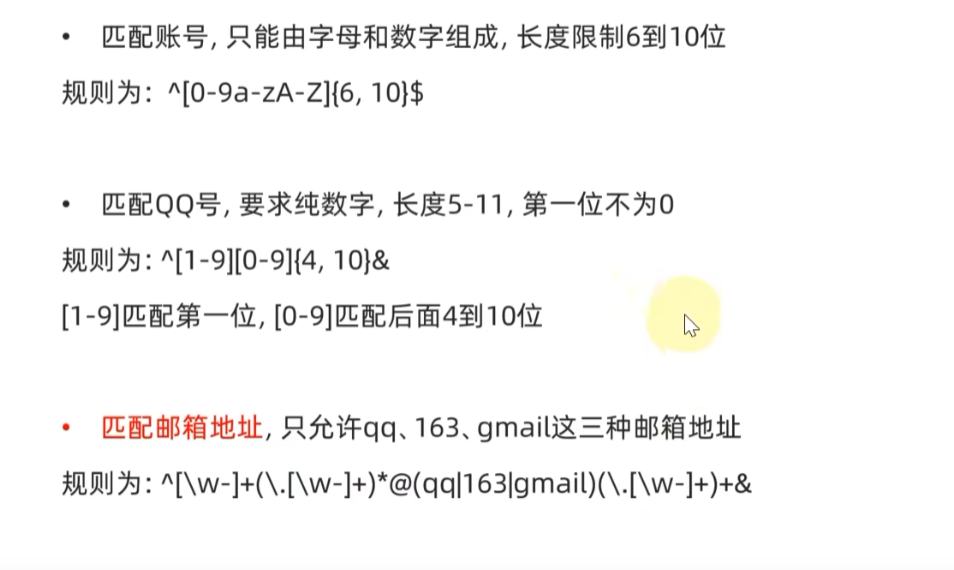 • 匹配账号, 只能由字母和数字组成, 长度限制6到10位
规则为: ^[0-9a-zA-Z]{6, 10}$
• 匹配QQ号, 要求纯数字, 长度5-11, 第一位不为0
规则为: ^[1-9][0-9]{4, 10}&
[1-9]匹配第一位, [0-9]匹配后面4到10位
• 匹配邮箱地址, 只允许qq、163、gmail这三种邮箱地址
规则为: ^[\w-]+(\.[\w-]+)*@(qq|163|gmail)(\.[\w-]+)+&